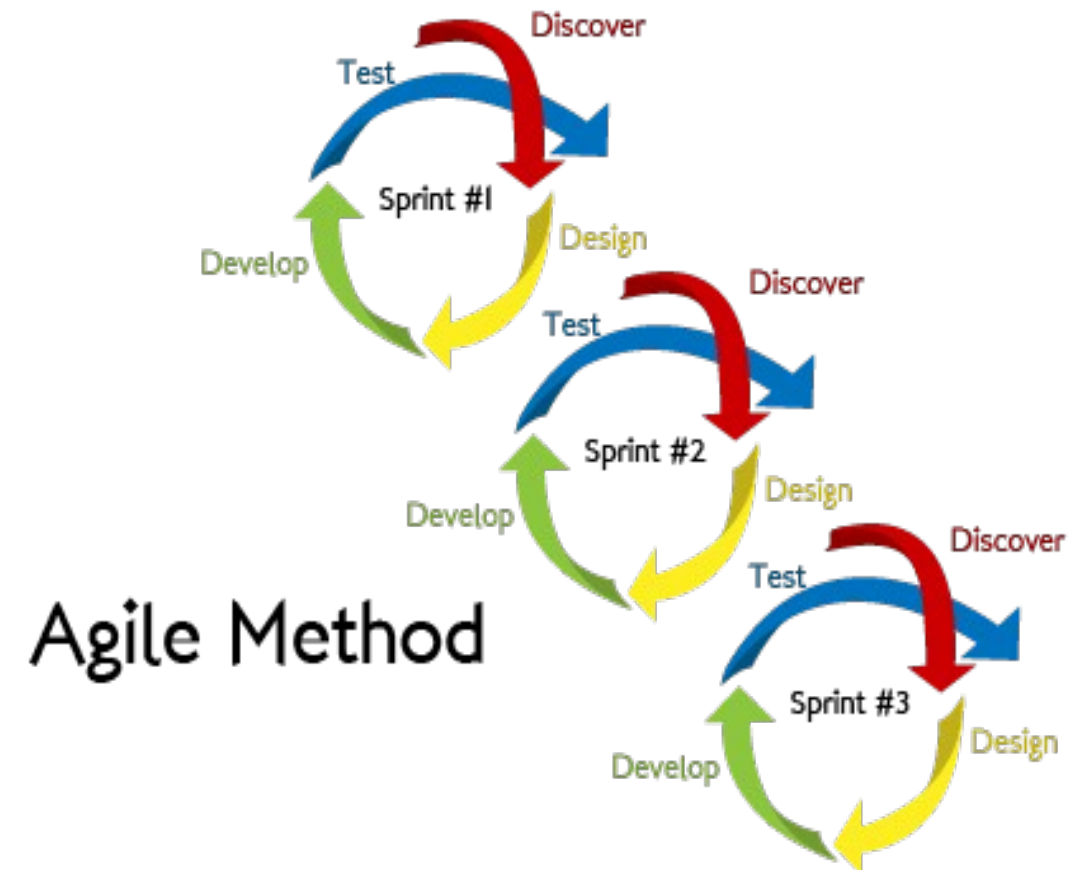 Discover
Test
Sprint #1
Design
Develop
Discover
Test
Sprint #2
Design
Develop
Discover
Test
Sprint #3
Design
Develop
Agile Method